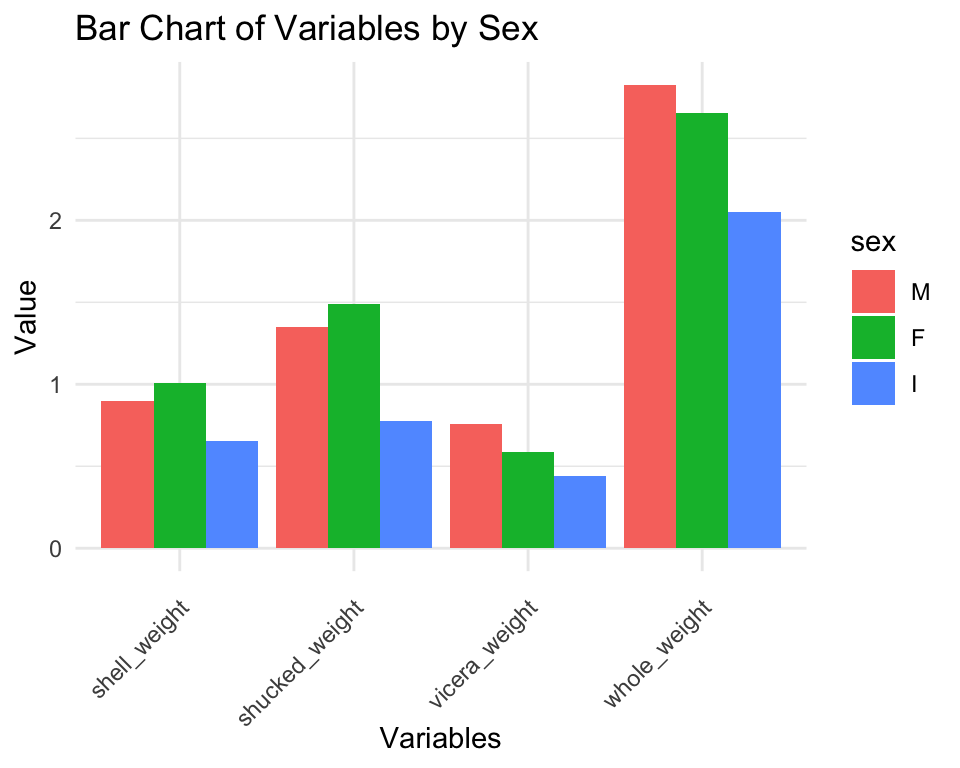 Bar Chart of Variables by Sex
Value
2
1
0
shell_weight
shucked_weight
vicera_weight
whole_weight
Variables
sex
M
F
I